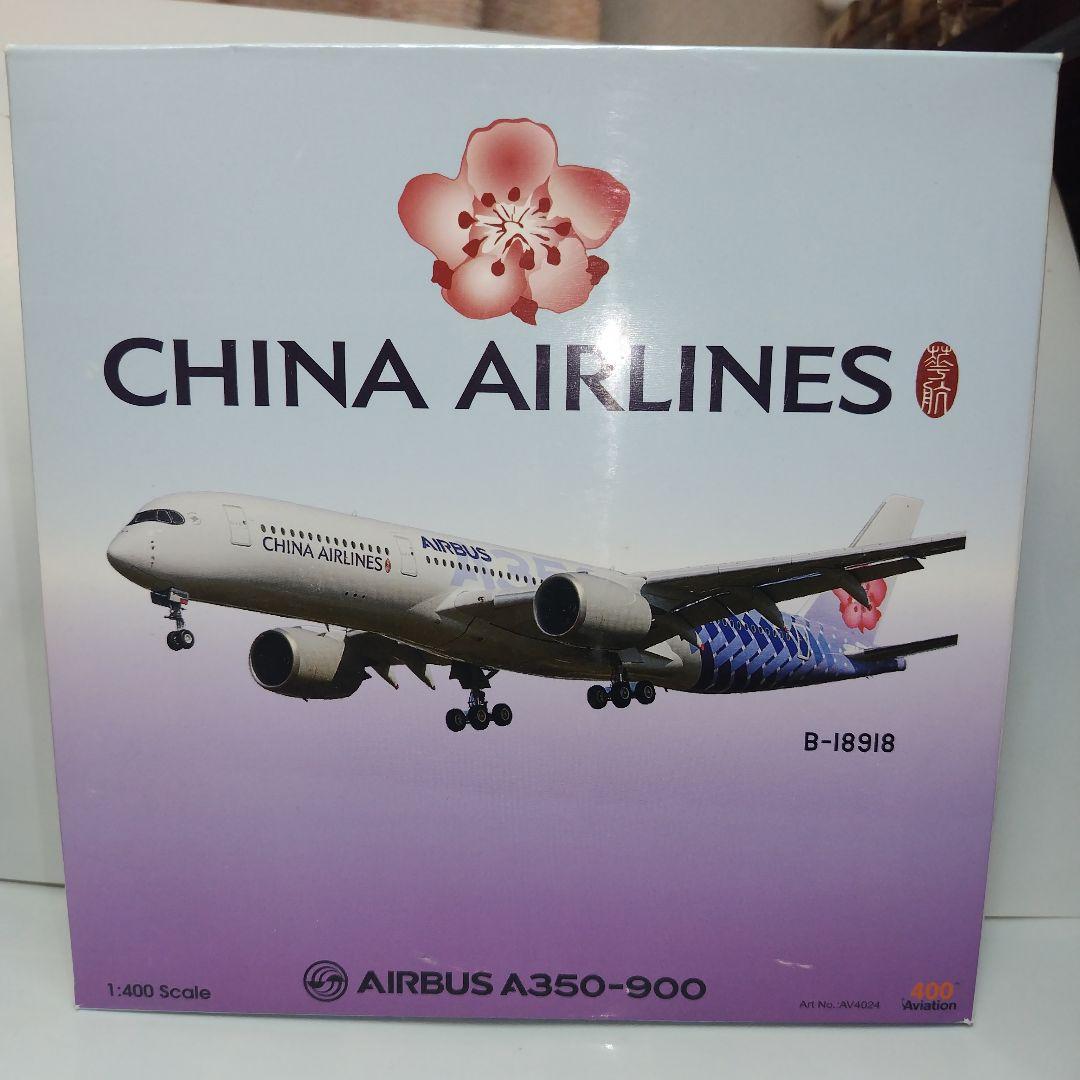 CHINA AIRLINES 華航
CHINA AIRLINES
AIRBUS
A350
B-18918
1:400 Scale
AIRBUS A350-900
Art No.:AV4024
400
Aviation